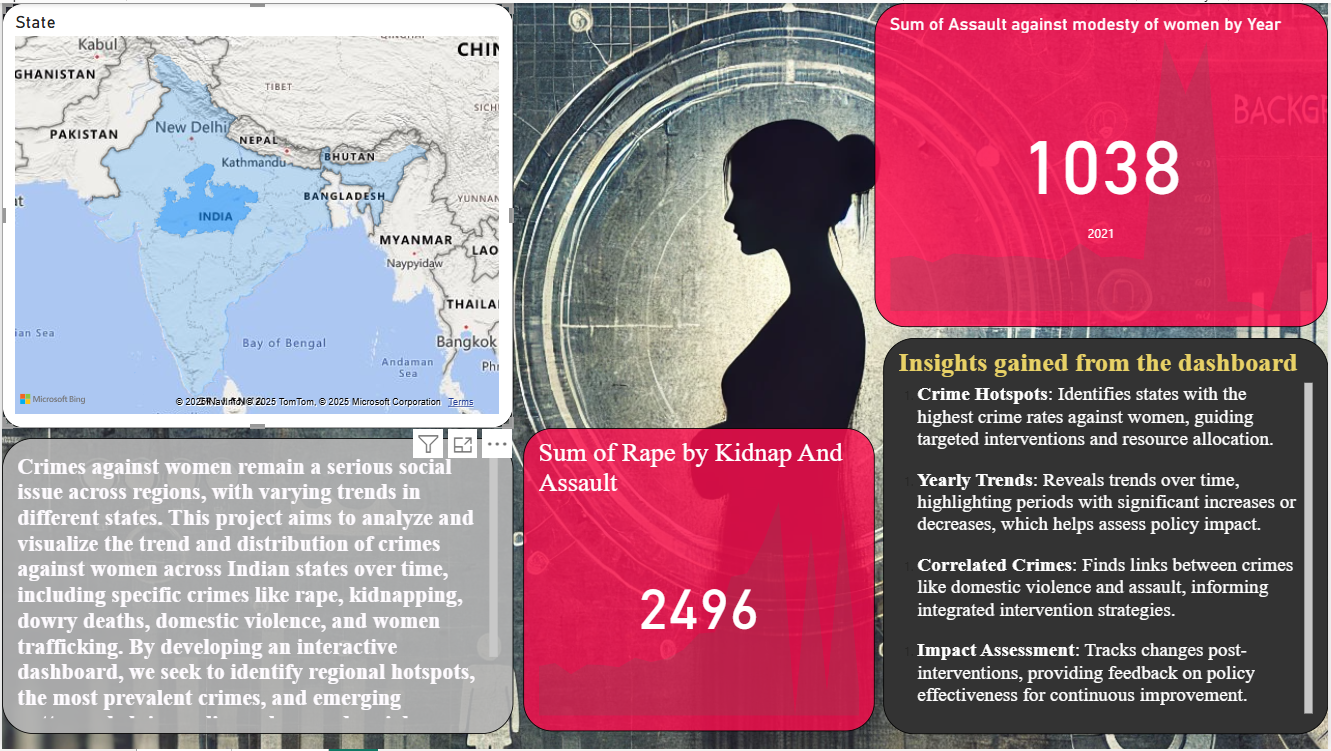 State
Kabul
CHIN
GHANISTAN
TIBET
SICH
PAKISTAN
New Delhi
NEPAL
BHUTAN
Kathmandu
BANGLADESH
YUNNAN
at
INDIA
MYANMAR
LAO
Naypyidaw
THAILA
ian Sea
Bay of Bengal
Bangkok
Andaman
Sea
Ph
Microsoft Bing
© 2025 TomTom, © 2025 Microsoft Corporation Terms
Crimes against women remain a serious social
issue across regions, with varying trends in
different states. This project aims to analyze and
visualize the trend and distribution of crimes
against women across Indian states over time,
including specific crimes like rape, kidnapping,
dowry deaths, domestic violence, and women
trafficking. By developing an interactive
dashboard, we seek to identify regional hotspots,
the most prevalent crimes, and emerging
Sum of Rape by Kidnap And
Assault
2496
Sum of Assault against modesty of women by Year
BACKGR
1038
2021
Insights gained from the dashboard
Crime Hotspots: Identifies states with the
highest crime rates against women, guiding
targeted interventions and resource allocation.
Yearly Trends: Reveals trends over time,
highlighting periods with significant increases or
decreases, which helps assess policy impact.
Correlated Crimes: Finds links between crimes
like domestic violence and assault, informing
integrated intervention strategies.
Impact Assessment: Tracks changes post-
interventions, providing feedback on policy
effectiveness for continuous improvement.